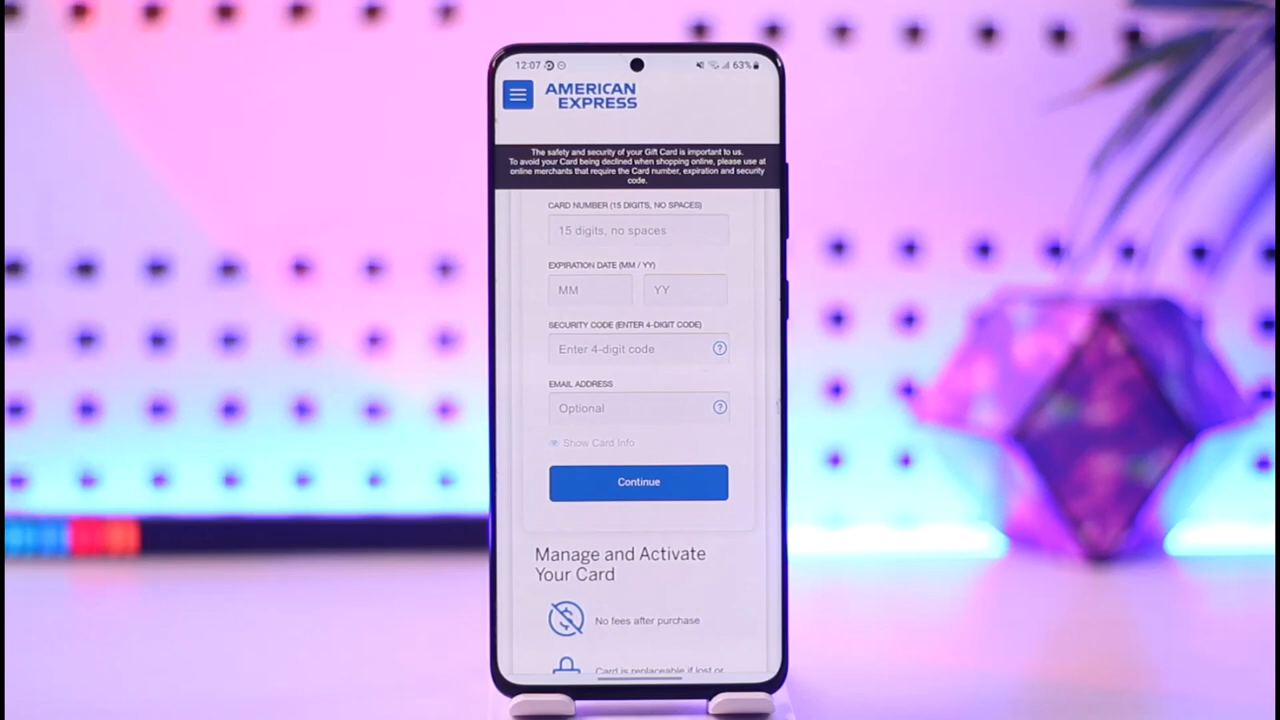 12:07
63%
AMERICAN
EXPRESS
The safety and security of your Gift Card is important to us.
To avoid your Card being declined when shopping online, please use at
online merchants that require the Card number, expiration and security
code.
CARD NUMBER (15 DIGITS, NO SPACES)
15 digits, no spaces
EXPIRATION DATE (MM / YY)
MM YY
SECURITY CODE (ENTER 4-DIGIT CODE)
Enter 4-digit code ?
EMAIL ADDRESS
Optional ?
Show Card Info
Continue
Manage and Activate
Your Card
No fees after purchase
Card is replaceable if lost or